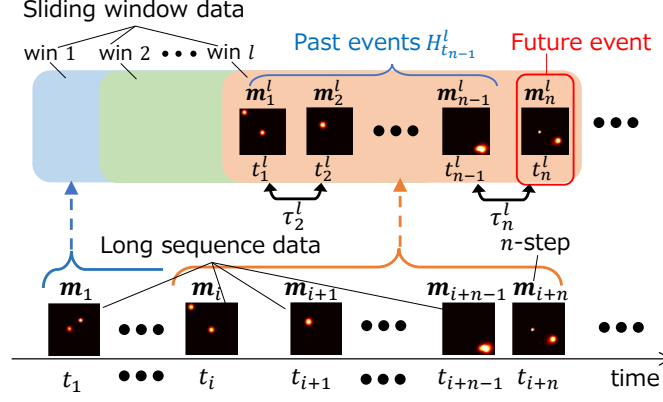 Sliding window data
win 1 win 2 ••• win l
Past events H^l_{t_{n-1}} Future event
m^l_1 m^l_2 m^l_{n-1} m^l_n
••• •••
t^l_1 t^l_2 t^l_{n-1} t^l_n
τ^l_2 τ^l_n
Long sequence data n-step
m_1 m_i m_{i+1} m_{i+n-1} m_{i+n}
••• ••• •••
t_1 ••• t_i t_{i+1} ••• t_{i+n-1} t_{i+n} time